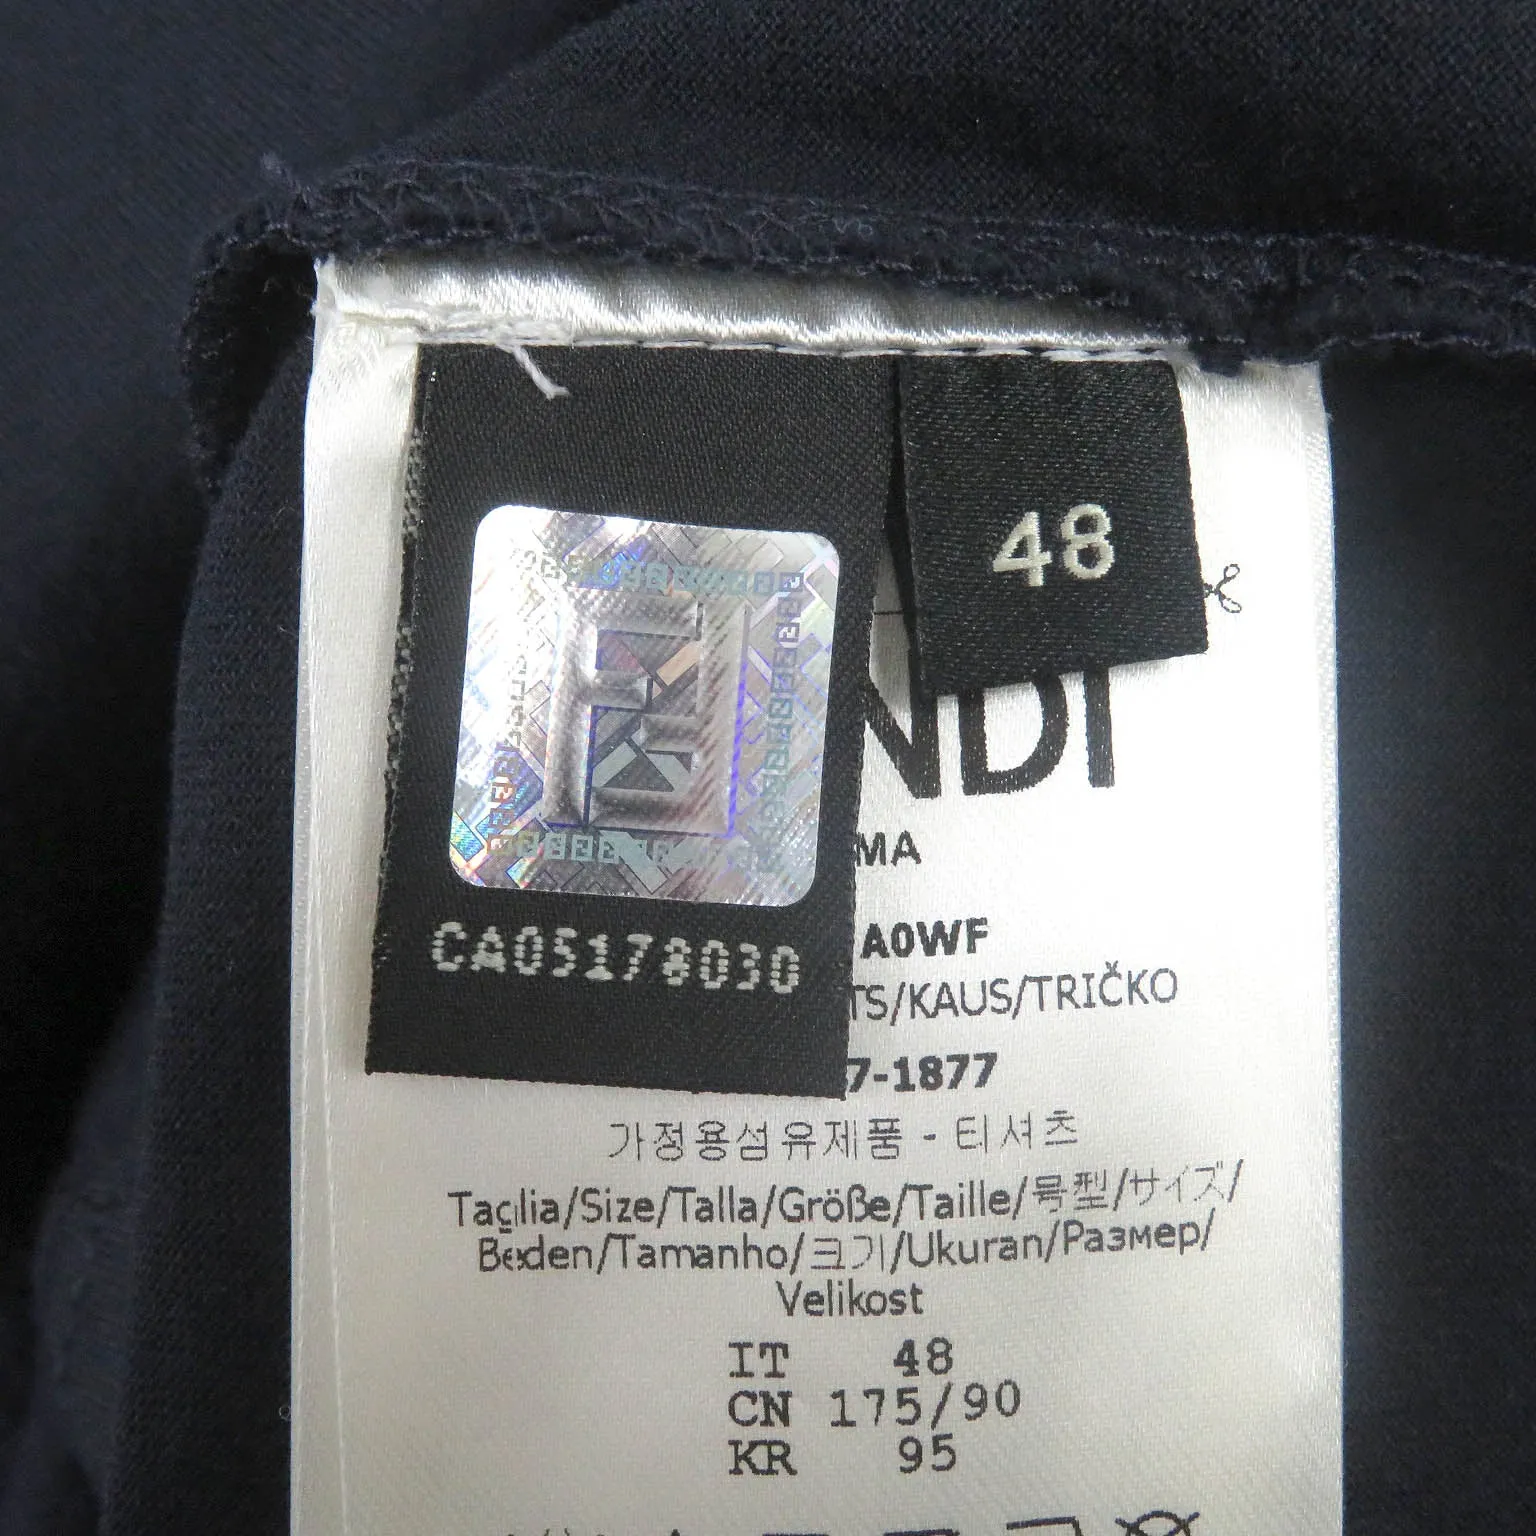 48
NDI
MA
CA05178030
A0WF
TS/KAUS/TRIČKO
7-1877
가정용섬유제품 - 티셔츠
Taglia/Size/Talla/Größe/Taille/号型/サイズ/
Beden/Tamanho/크기/Ukuran/Размер/
Velikost
IT 48
CN 175/90
KR 95